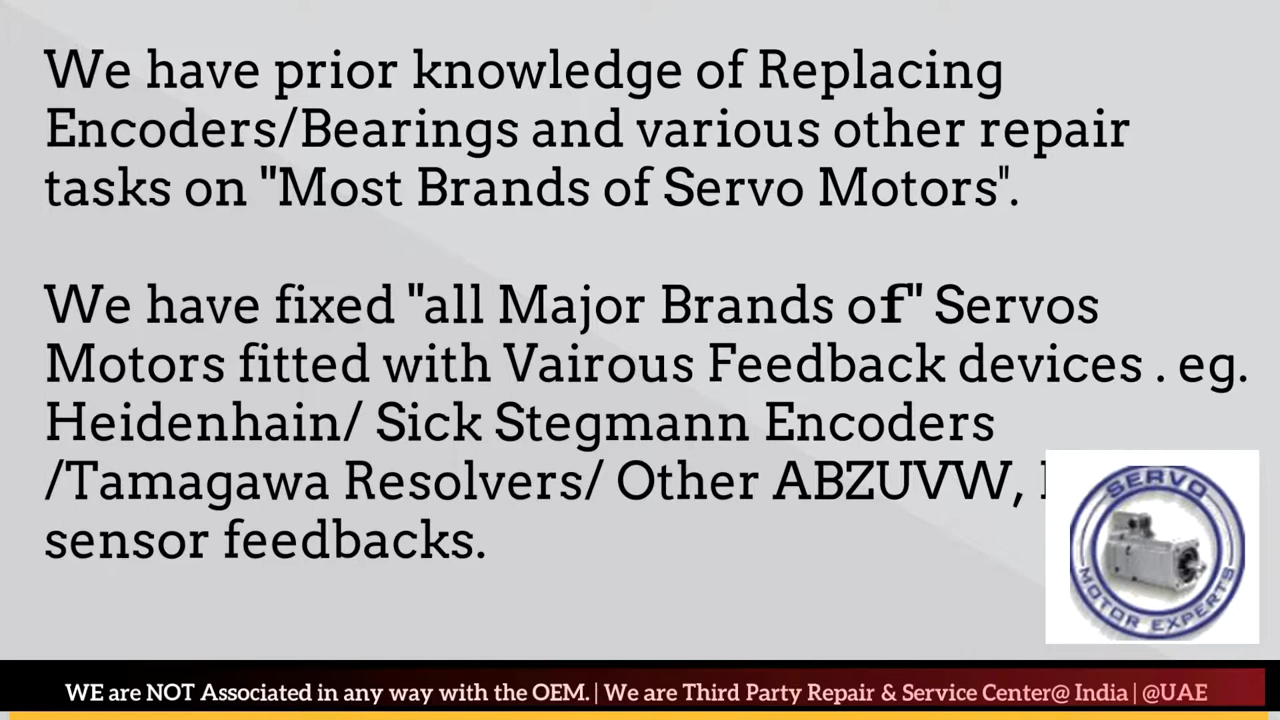 We have prior knowledge of Replacing
Encoders/Bearings and various other repair
tasks on "Most Brands of Servo Motors".
We have fixed "all Major Brands of" Servos
Motors fitted with Vairous Feedback devices . eg.
Heidenhain/ Sick Stegmann Encoders
/Tamagawa Resolvers/ Other ABZUVW,
sensor feedbacks.
SERVO
MOTOR EXPERTS
WE are NOT Associated in any way with the OEM. | We are Third Party Repair & Service Center@ India | @UAE